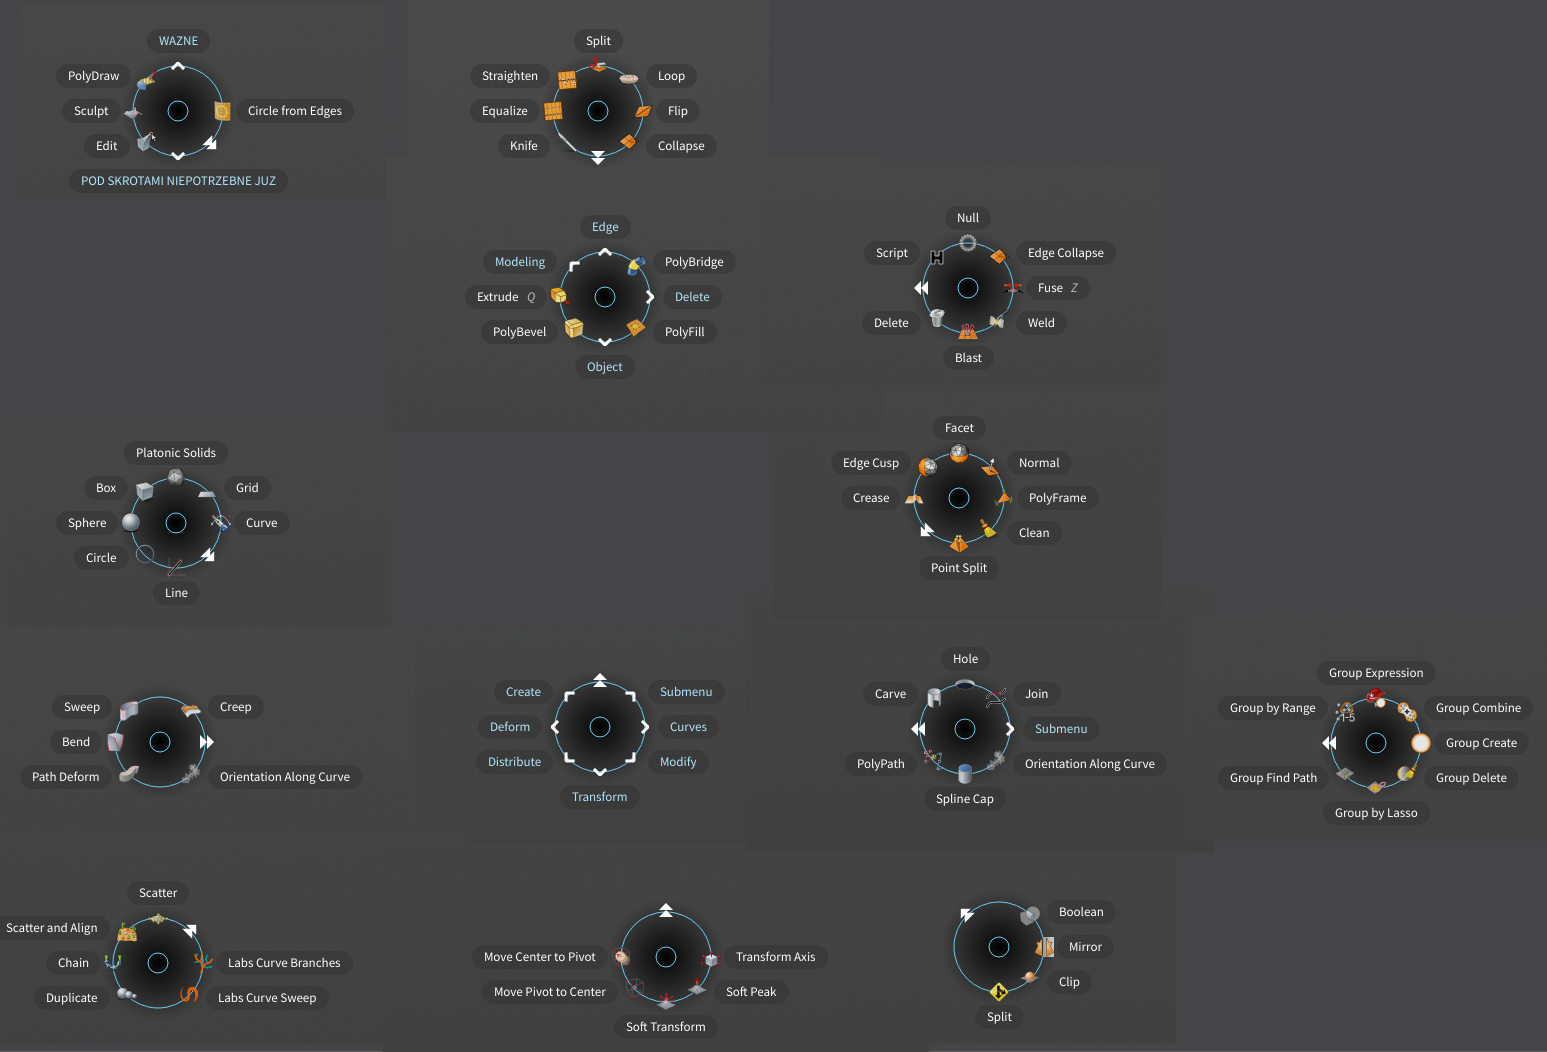 WAZNE
PolyDraw
Sculpt
Circle from Edges
Edit
POD SKROTAMI NIEPOTRZEBNE JUZ
Split
Straighten
Loop
Equalize
Flip
Knife
Collapse
Edge
Modeling
PolyBridge
Extrude Q
Delete
PolyBevel
PolyFill
Object
Null
Script
Edge Collapse
Fuse Z
Delete
Weld
Blast
Platonic Solids
Box
Grid
Sphere
Curve
Circle
Line
Facet
Edge Cusp
Normal
Crease
PolyFrame
Clean
Point Split
Sweep
Creep
Bend
Path Deform
Orientation Along Curve
Create
Submenu
Deform
Curves
Distribute
Modify
Transform
Hole
Carve
Join
Submenu
PolyPath
Orientation Along Curve
Spline Cap
Group Expression
Group by Range
1-5
Group Combine
Group Create
Group Find Path
Group Delete
Group by Lasso
Scatter
Scatter and Align
Chain
Labs Curve Branches
Duplicate
Labs Curve Sweep
Move Center to Pivot
Transform Axis
Move Pivot to Center
Soft Peak
Soft Transform
Boolean
Mirror
Clip
Split